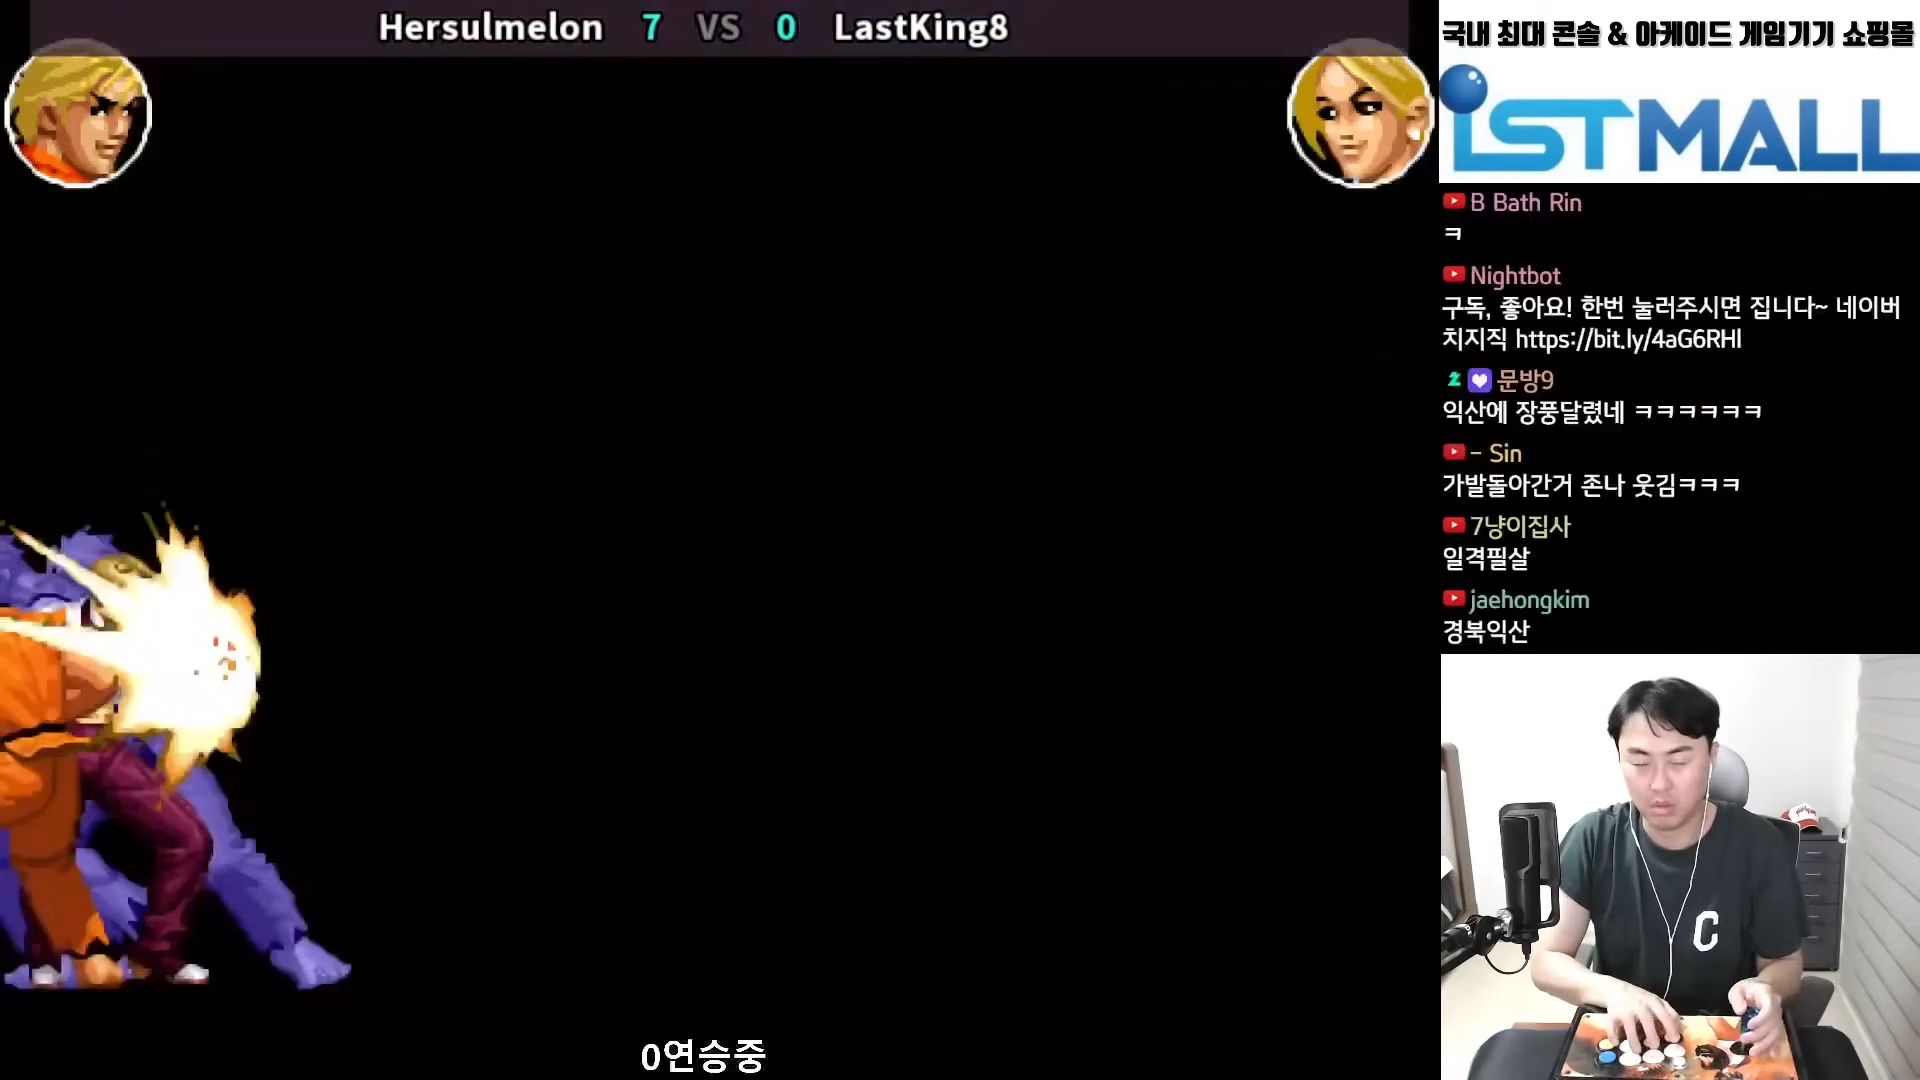 Hersulmelon 7 VS 0 LastKing8
국내 최대 콘솔 & 아케이드 게임기기 쇼핑몰
iSTMALL
B Bath Rin
ㅋ
Nightbot
구독, 좋아요! 한번 눌러주시면 집니다~ 네이버
치지직 https://bit.ly/4aG6RHl
문방9
익산에 장풍달렸네 ㅋㅋㅋㅋㅋㅋ
- Sin
가발돌아간거 존나 웃김ㅋㅋㅋ
7냥이집사
일격필살
jaehongkim
경북익산
C
0연승중